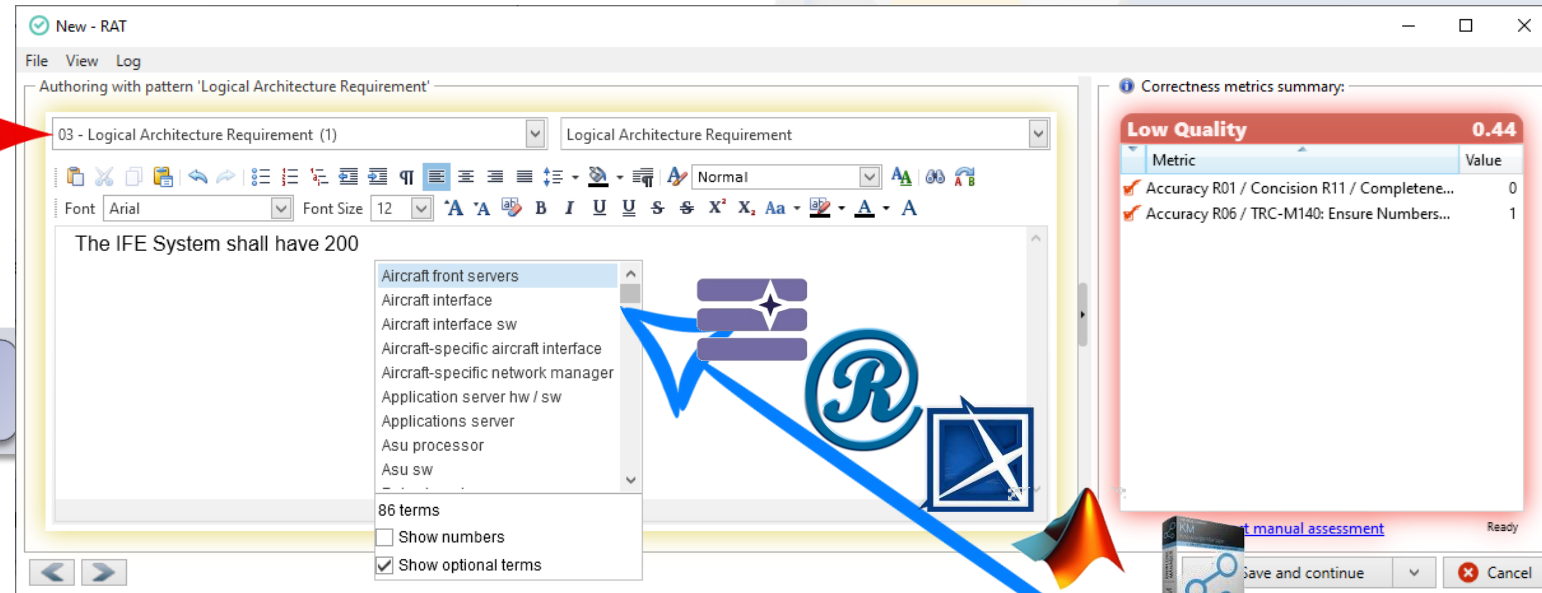 New - RAT
File View Log
Authoring with pattern 'Logical Architecture Requirement'
03 - Logical Architecture Requirement (1)
Logical Architecture Requirement
Normal
Font Arial Font Size 12 A A B I U U S S X² X₂ Aa A A
The IFE System shall have 200
Aircraft front servers
Aircraft interface
Aircraft interface sw
Aircraft-specific aircraft interface
Aircraft-specific network manager
Application server hw / sw
Applications server
Asu processor
Asu sw
86 terms
Show numbers
Show optional terms
R
Correctness metrics summary:
Low Quality 0.44
Metric Value
Accuracy R01 / Concision R11 / Completene... 0
Accuracy R06 / TRC-M140: Ensure Numbers... 1
manual assessment
Ready
KM
Save and continue
Cancel